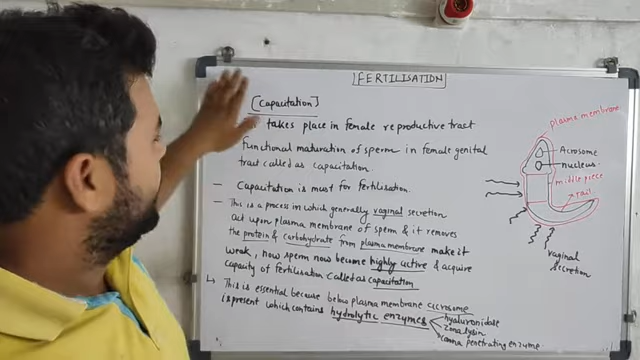 FERTILISATION
[Capacitation]
takes place in female reproductive tract
functional maturation of sperm in female genital
tract called as capacitation.
— Capacitation is must for fertilisation.
— This is a process in which generally vaginal secretion
act upon plasma membrane of sperm & it removes
the protein & carbohydrate from plasmamembrane make it
weak, now sperm now become highly active & acquire
capacity of fertilisation called as capacitation
↳ This is essential because below plasma membrane acrosome
is present which contains hydrolytic enzymes
hyaluronidase
zonalysin
corona penetrating enzyme.
plasma membrane
Acrosome
nucleus.
middle piece
tail
vaginal
secretion